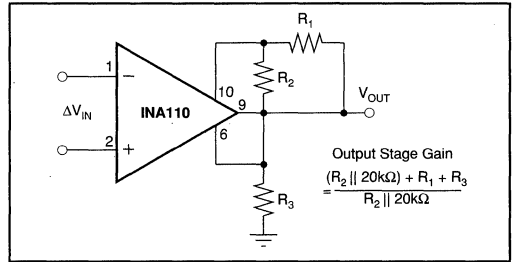 R1
1
−
10
R2
VOUT
ΔVIN
INA110
9
6
2
+
Output Stage Gain
R3
= (R2 || 20kΩ) + R1 + R3
R2 || 20kΩ